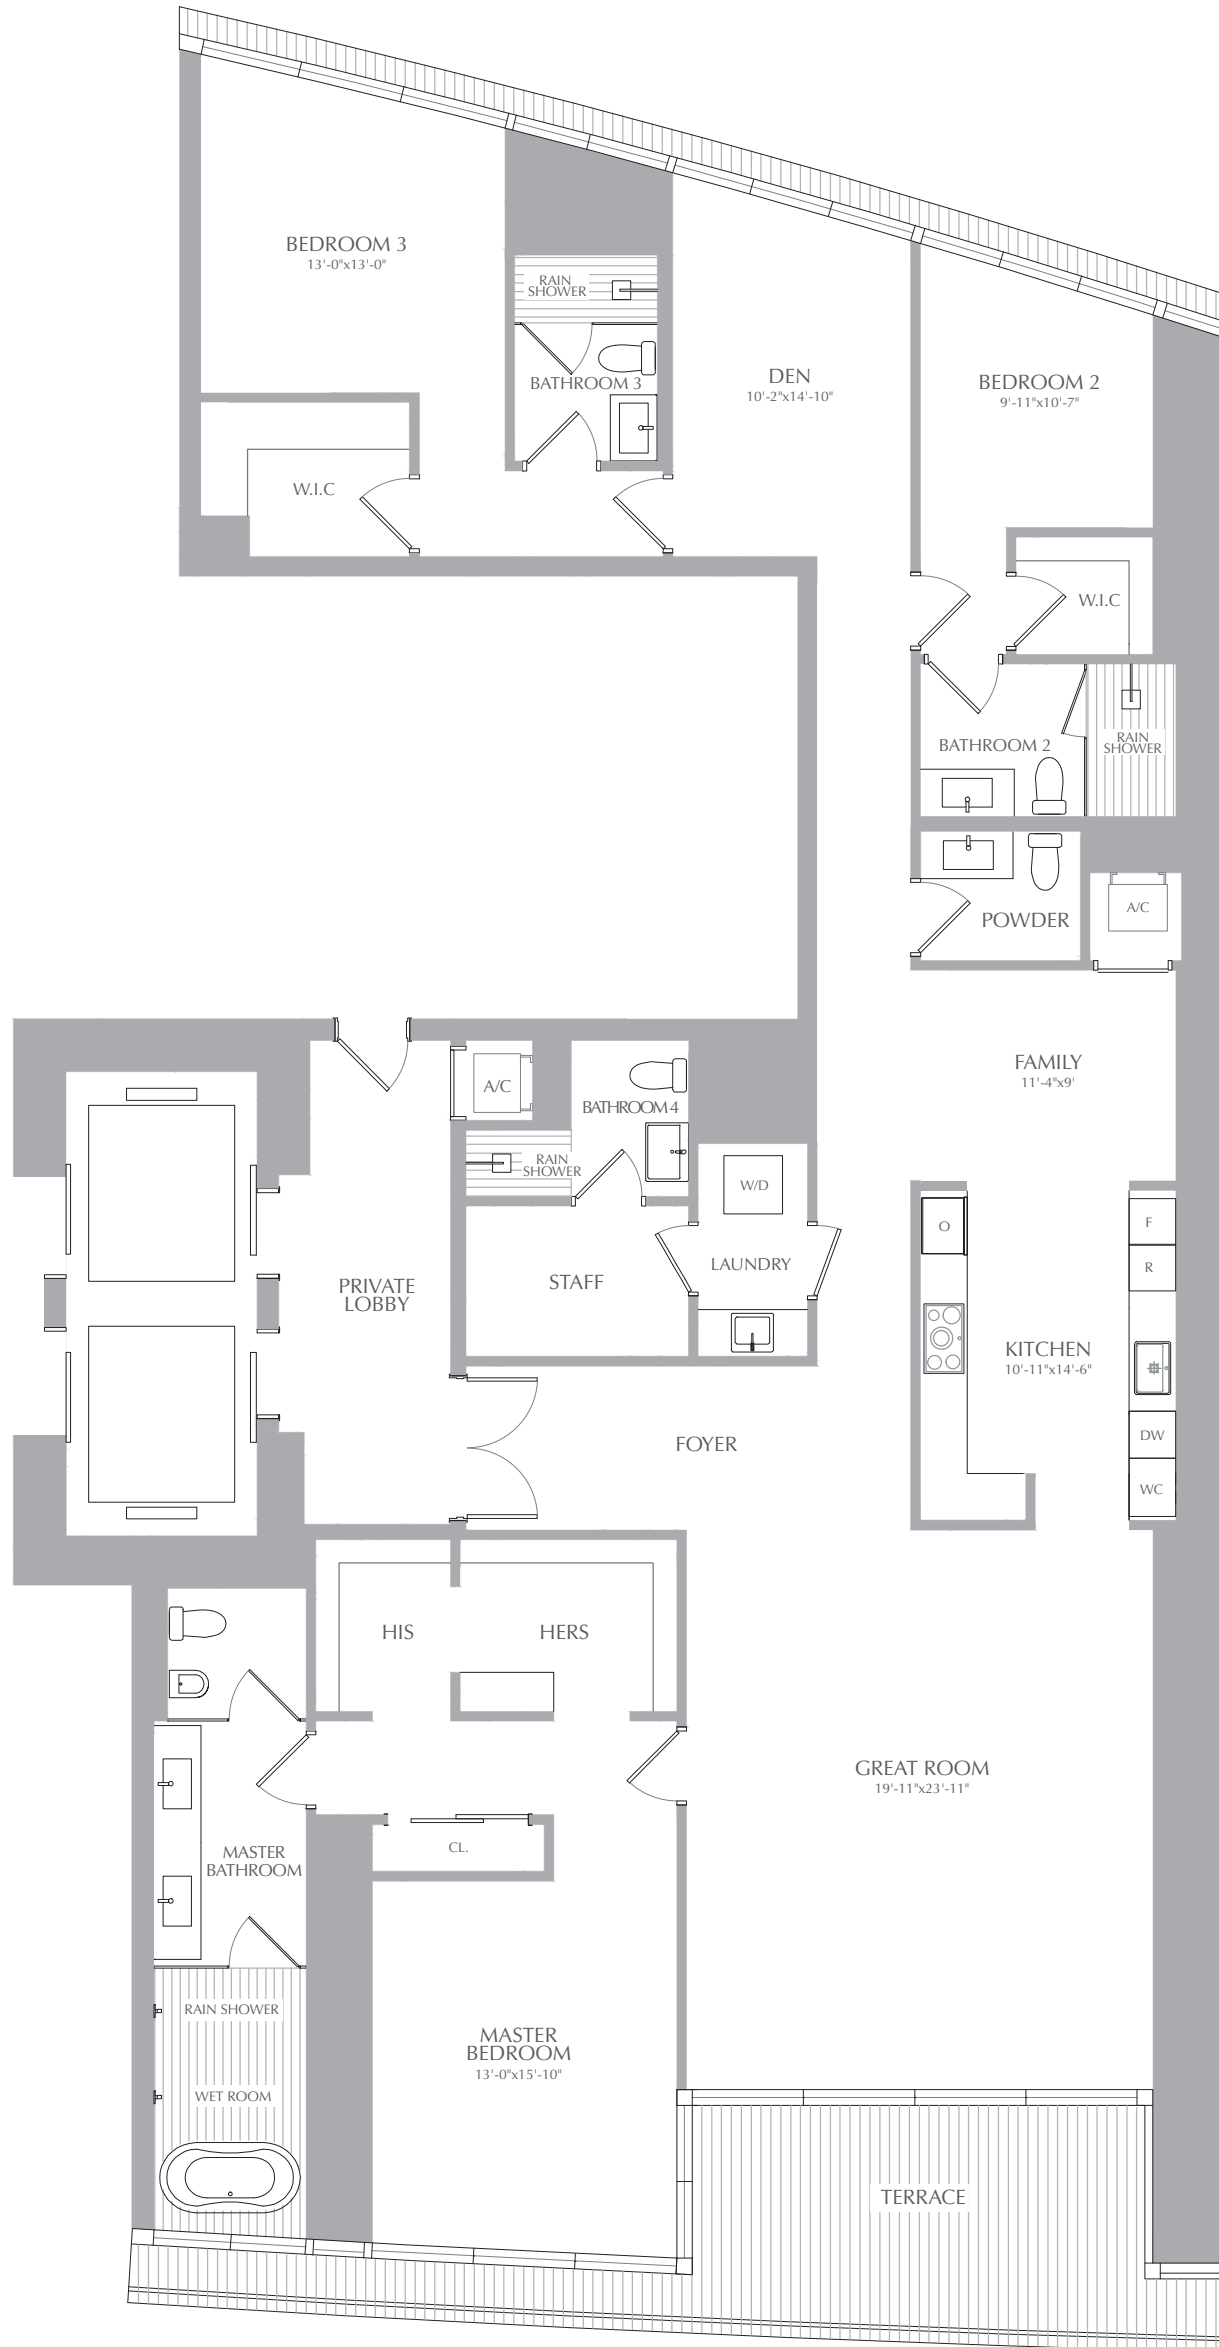 BEDROOM 3
13'-0"x13'-0"
RAIN
SHOWER
BATHROOM 3
DEN
10'-2"x14'-10"
BEDROOM 2
9'-11"x10'-7"
W.I.C
W.I.C
BATHROOM 2
RAIN
SHOWER
POWDER
A/C
FAMILY
11'-4"x9'
A/C
BATHROOM 4
RAIN
SHOWER
W/D
LAUNDRY
STAFF
PRIVATE
LOBBY
O
F
R
KITCHEN
10'-11"x14'-6"
DW
WC
FOYER
HIS
HERS
GREAT ROOM
19'-11"x23'-11"
CL.
MASTER
BATHROOM
RAIN SHOWER
WET ROOM
MASTER
BEDROOM
13'-0"x15'-10"
TERRACE